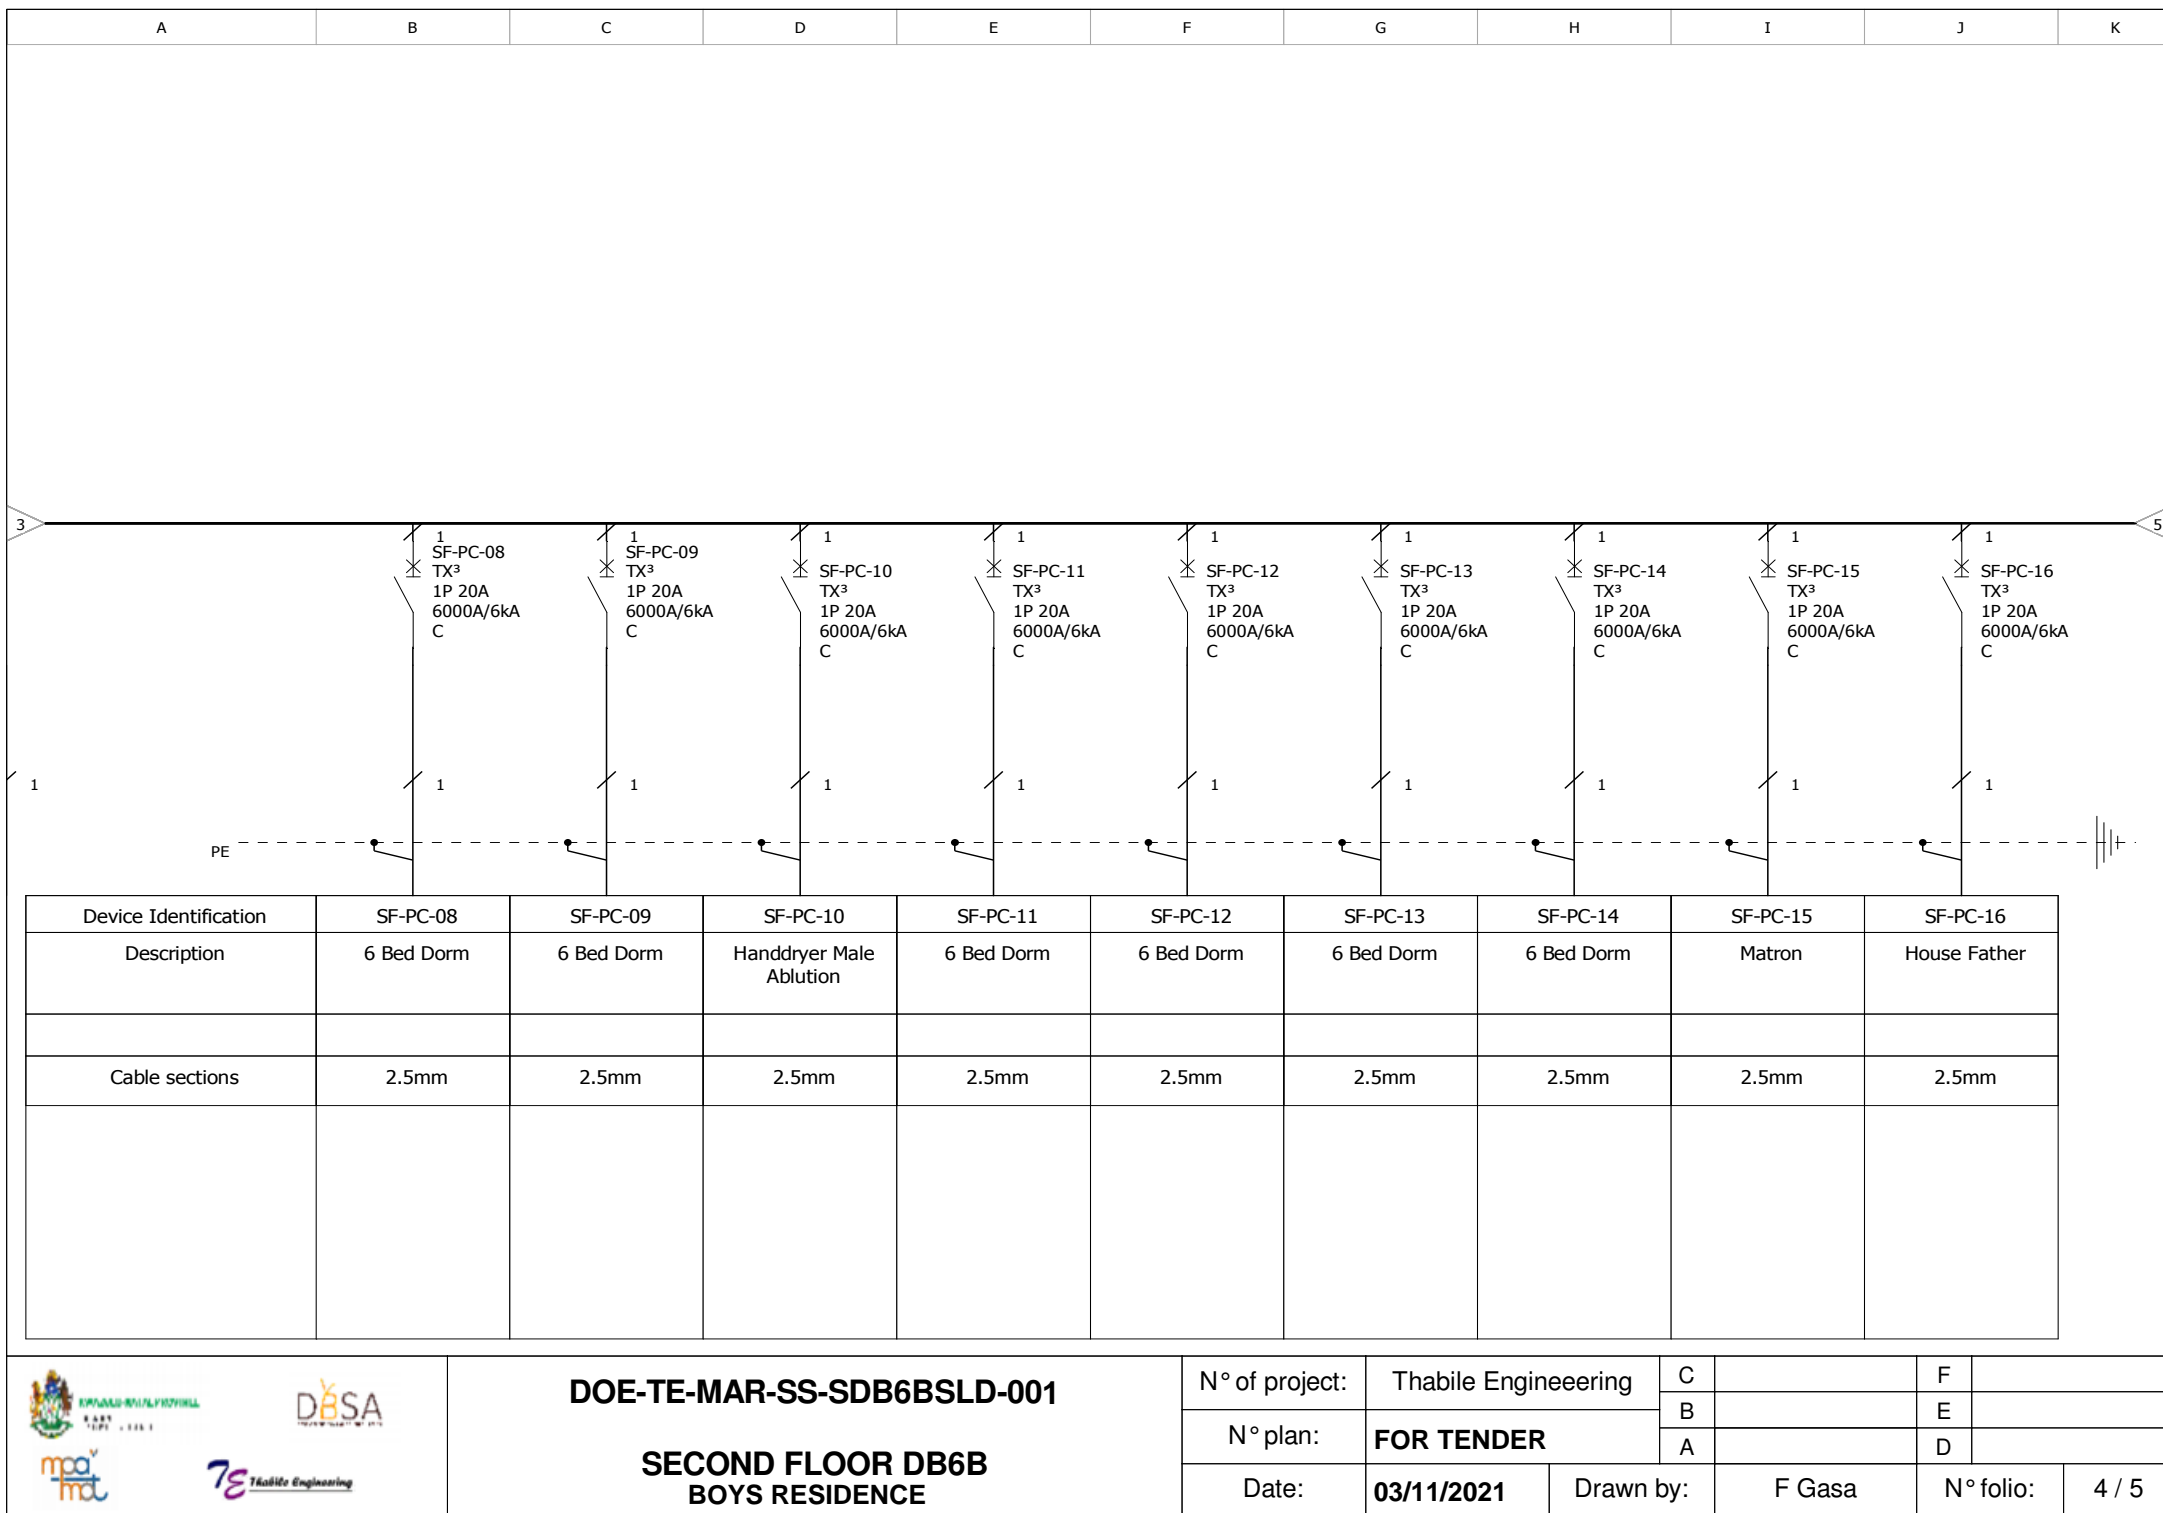 A B C D E F G H I J K
3
5
1 1 1 1 1 1 1 1 1
SF-PC-08
TX³
1P 20A
6000A/6kA
C
SF-PC-09
TX³
1P 20A
6000A/6kA
C
SF-PC-10
TX³
1P 20A
6000A/6kA
C
SF-PC-11
TX³
1P 20A
6000A/6kA
C
SF-PC-12
TX³
1P 20A
6000A/6kA
C
SF-PC-13
TX³
1P 20A
6000A/6kA
C
SF-PC-14
TX³
1P 20A
6000A/6kA
C
SF-PC-15
TX³
1P 20A
6000A/6kA
C
SF-PC-16
TX³
1P 20A
6000A/6kA
C
1 1 1 1 1 1 1 1 1 1
PE
Device Identification SF-PC-08 SF-PC-09 SF-PC-10 SF-PC-11 SF-PC-12 SF-PC-13 SF-PC-14 SF-PC-15 SF-PC-16
Description 6 Bed Dorm 6 Bed Dorm Handdryer Male 6 Bed Dorm 6 Bed Dorm 6 Bed Dorm 6 Bed Dorm Matron House Father
Ablution
Cable sections 2.5mm 2.5mm 2.5mm 2.5mm 2.5mm 2.5mm 2.5mm 2.5mm 2.5mm
DBSA
mpa
mdt
TE Thabile Engineering
DOE-TE-MAR-SS-SDB6BSLD-001
SECOND FLOOR DB6B
BOYS RESIDENCE
N° of project: Thabile Engineeering C F
B E
N° plan: FOR TENDER A D
Date: 03/11/2021 Drawn by: F Gasa N° folio: 4 / 5